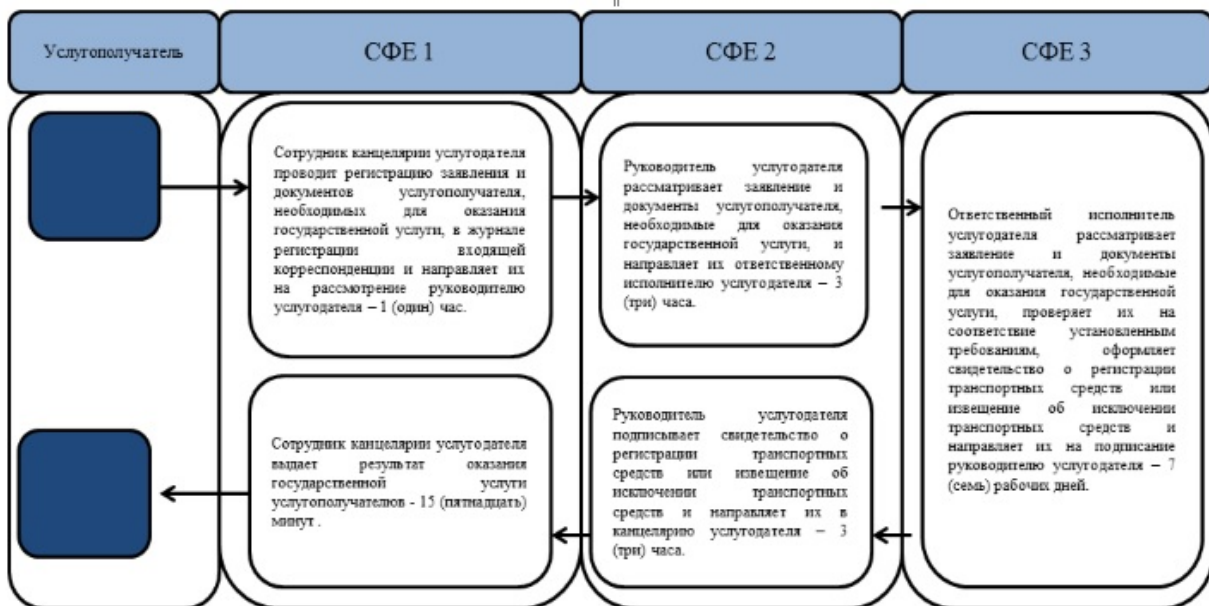 Услугополучатель
СФЕ 1
СФЕ 2
СФЕ 3
Сотрудник канцелярии услугодателя
проводит регистрацию заявления и
документов услугополучателя,
необходимых для оказания
государственной услуги, в журнале
регистрации входящей
корреспонденции и направляет их
на рассмотрение руководителю
услугодателя – 1 (один) час.
Руководитель услугодателя
рассматривает заявление и
документы услугополучателя,
необходимые для оказания
государственной услуги, и
направляет их ответственному
исполнителю услугодателя – 3
(три) часа.
Ответственный исполнитель
услугодателя рассматривает
заявление и документы
услугополучателя, необходимые
для оказания государственной
услуги, проверяет их на
соответствие установленным
требованиям, оформляет
свидетельство о регистрации
транспортных средств или
извещение об исключении
транспортных средств и
направляет их на подписание
руководителю услугодателя – 7
(семь) рабочих дней.
Руководитель услугодателя
подписывает свидетельство о
регистрации транспортных
средств или извещение об
исключении транспортных
средств и направляет их в
канцелярию услугодателя – 3
(три) часа.
Сотрудник канцелярии услугодателя
выдает результат оказания
государственной услуги
услугополучателов - 15 (пятнадцать)
минут .